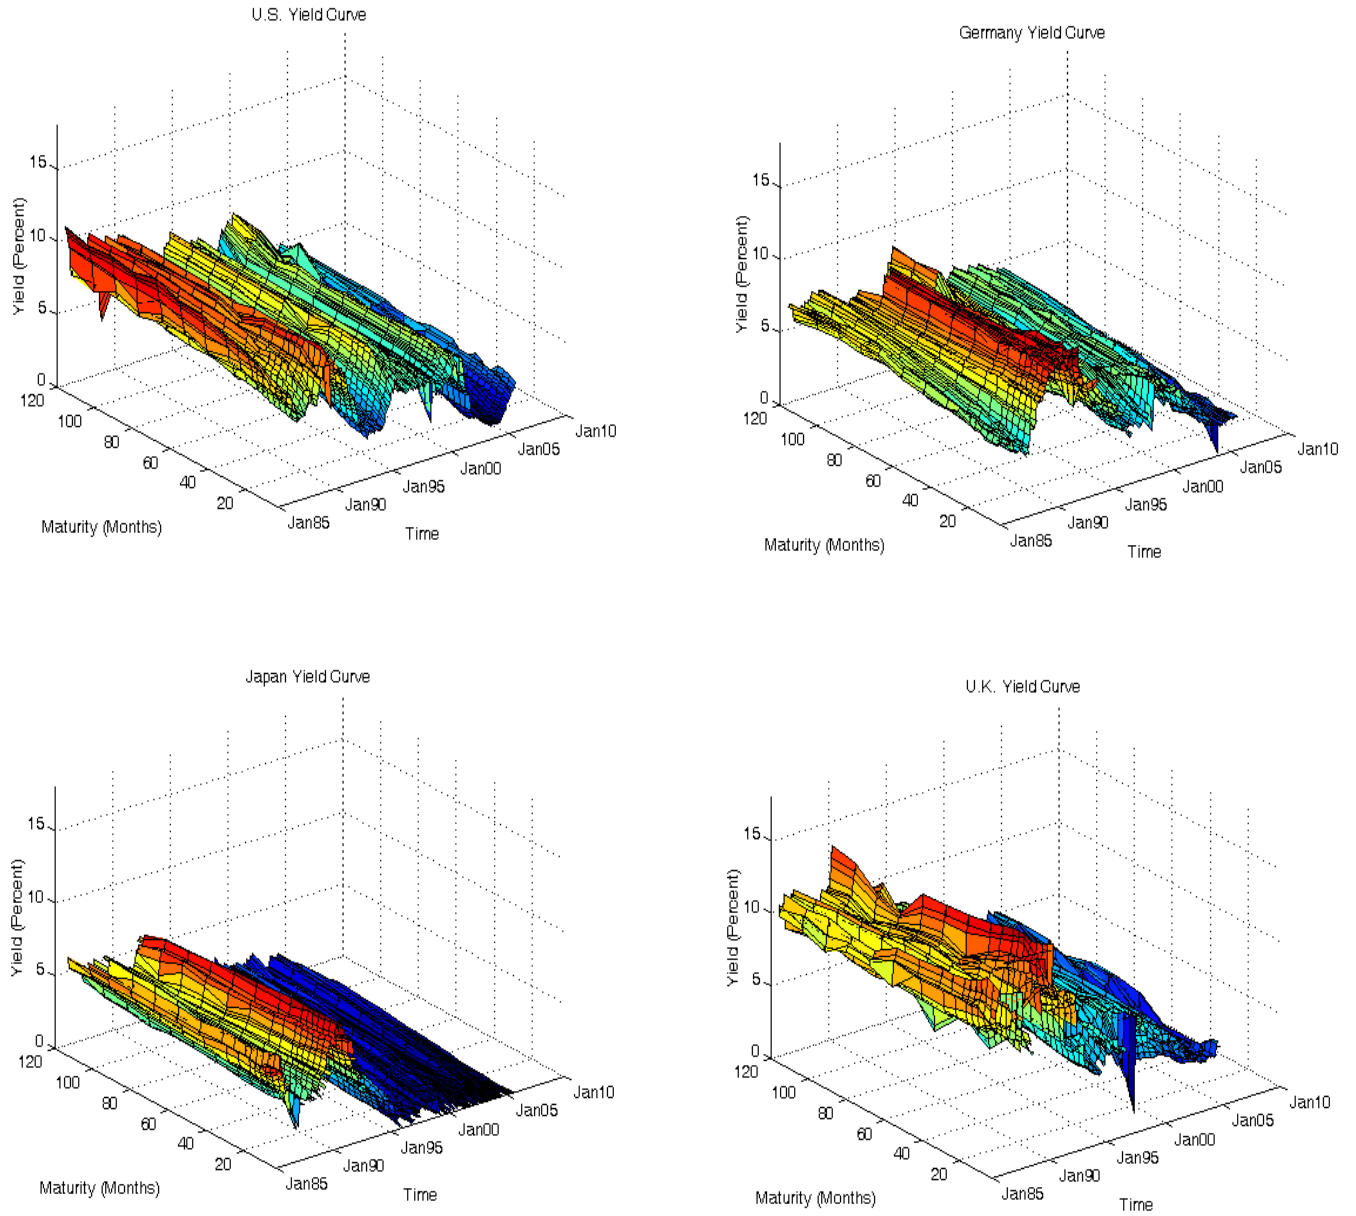 U.S. Yield Curve
Yield (Percent)
15
10
5
0
120
100
80
60
40
20
Maturity (Months)
Jan85
Jan90
Jan95
Jan00
Jan05
Jan10
Time
Germany Yield Curve
Yield (Percent)
15
10
5
0
120
100
80
60
40
20
Maturity (Months)
Jan85
Jan90
Jan95
Jan00
Jan05
Jan10
Time
Japan Yield Curve
Yield (Percent)
15
10
5
0
120
100
80
60
40
20
Maturity (Months)
Jan85
Jan90
Jan95
Jan00
Jan05
Jan10
Time
U.K. Yield Curve
Yield (Percent)
15
10
5
0
120
100
80
60
40
20
Maturity (Months)
Jan85
Jan90
Jan95
Jan00
Jan05
Jan10
Time